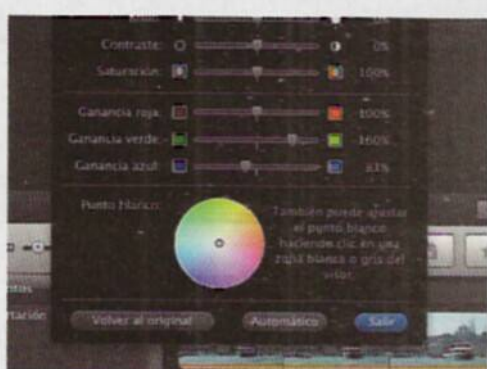 Contraste: 0%
Saturación: 100%
Ganancia roja: 100%
Ganancia verde: 160%
Ganancia azul: 81%
Punto blanco:
También puede ajustar
el punto blanco
haciendo clic en una
zona blanca o gris del
visor.
Volver al original Automático Salir